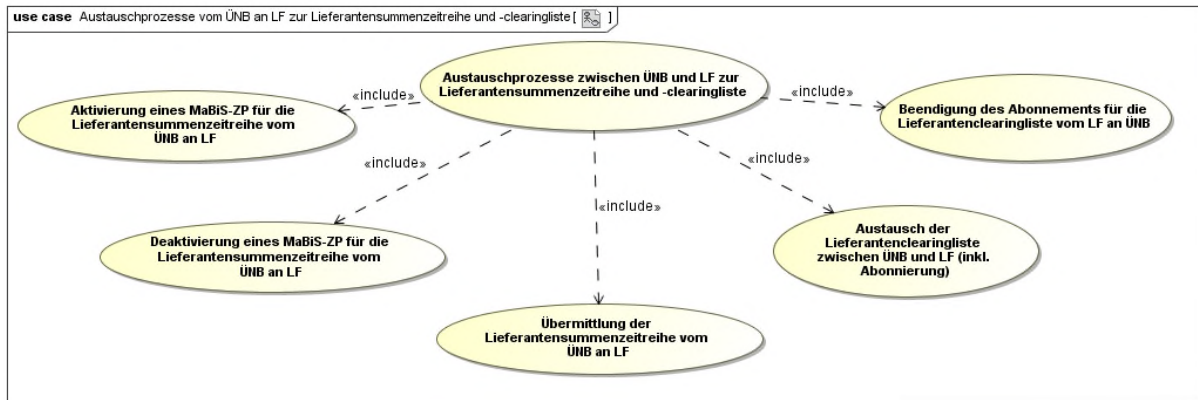 use case Austauschprozesse vom ÜNB an LF zur Lieferantensummenzeitreihe und -clearingliste [ ]
Austauschprozesse zwischen ÜNB und LF zur
Lieferantensummenzeitreihe und -clearingliste
«include»
«include»
Aktivierung eines MaBiS-ZP für die
Lieferantensummenzeitreihe vom
ÜNB an LF
Beendigung des Abonnements für die
Lieferantenclearingliste vom LF an ÜNB
«include»
«include»
«include»
Deaktivierung eines MaBiS-ZP für die
Lieferantensummenzeitreihe vom
ÜNB an LF
Austausch der
Lieferantenclearingliste
zwischen ÜNB und LF (inkl.
Abonnierung)
Übermittlung der
Lieferantensummenzeitreihe vom
ÜNB an LF